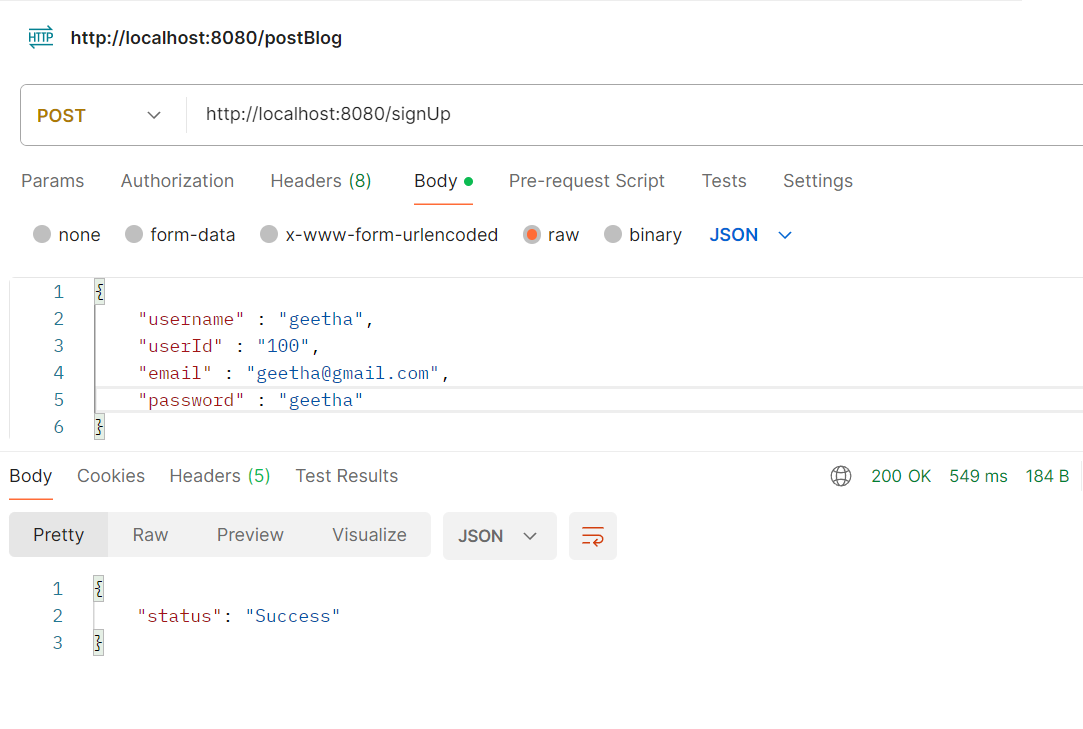 HTTP http://localhost:8080/postBlog
POST http://localhost:8080/signUp
Params Authorization Headers (8) Body Pre-request Script Tests Settings
none form-data x-www-form-urlencoded raw binary JSON
1 {
2 "username" : "geetha",
3 "userId" : "100",
4 "email" : "geetha@gmail.com",
5 "password" : "geetha"
6 }
Body Cookies Headers (5) Test Results 200 OK 549 ms 184 B
Pretty Raw Preview Visualize JSON
1 {
2 "status": "Success"
3 }